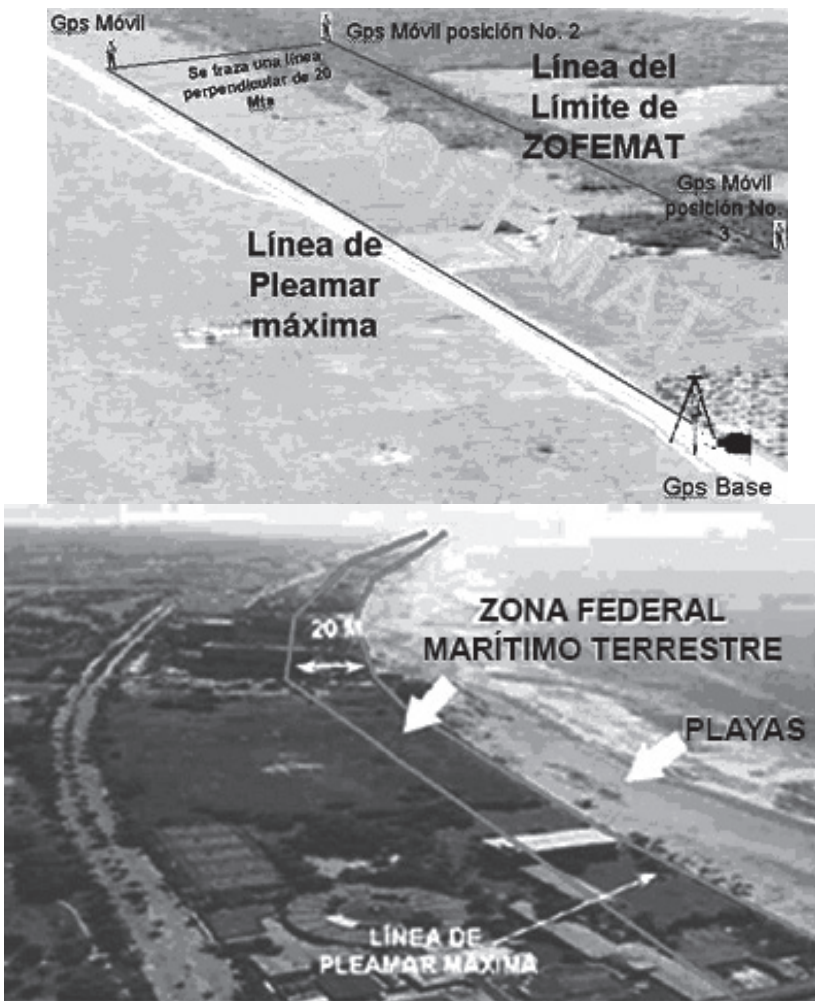 Gps Móvil
Gps Móvil posición No. 2
Se traza una línea
perpendicular de 20
Mts
Línea del
Límite de
ZOFEMAT
Gps Móvil
posición No.
3
ZOFEMAT
Línea de
Pleamar
máxima
Gps Base
ZONA FEDERAL
MARÍTIMO TERRESTRE
20 M
PLAYAS
LÍNEA DE
PLEAMAR MÁXIMA